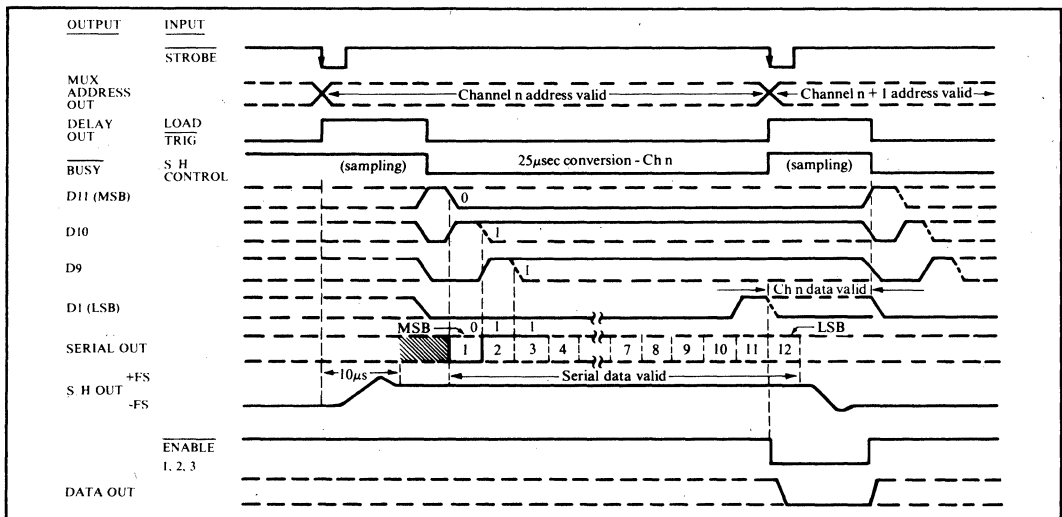 OUTPUT INPUT
STROBE
MUX
ADDRESS
OUT
Channel n address valid Channel n + 1 address valid
DELAY LOAD
OUT TRIG
BUSY S H
CONTROL
(sampling) 25µsec conversion - Ch n (sampling)
D11 (MSB) 0
D10 1
D9 1
Ch n data valid
D1 (LSB)
MSB 0 1 1 LSB
SERIAL OUT 1 2 3 4 7 8 9 10 11 12
10µs Serial data valid
+FS
S H OUT
-FS
ENABLE
1, 2, 3
DATA OUT